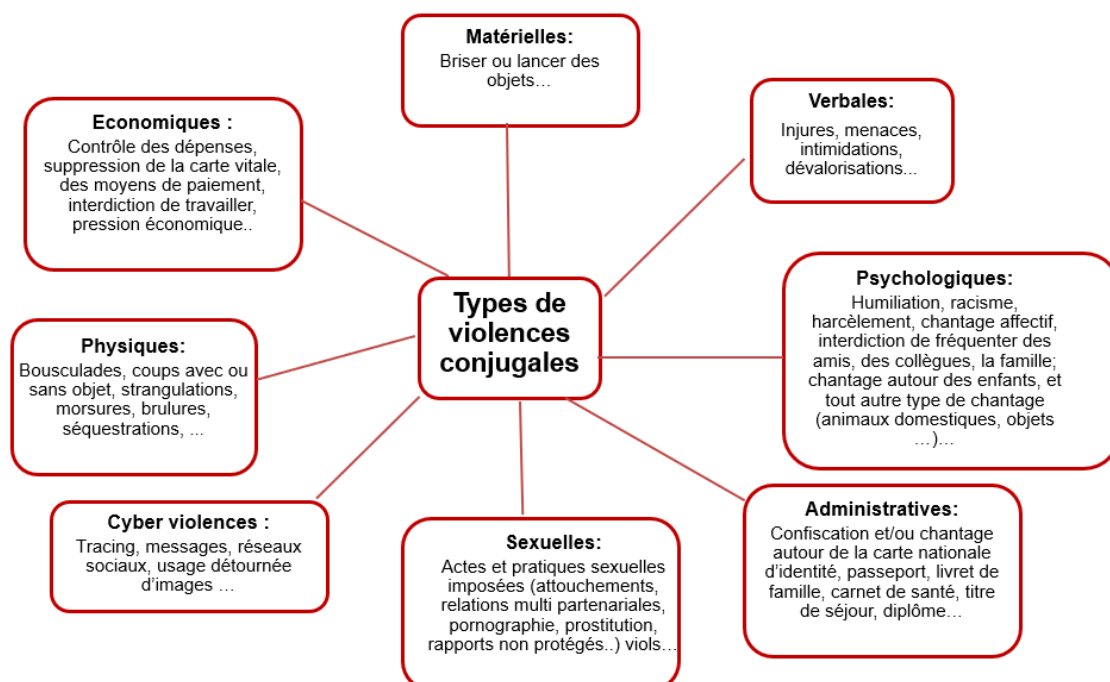 Matérielles:
Briser ou lancer des
objets…
Verbales:
Injures, menaces,
intimidations,
dévalorisations...
Economiques :
Contrôle des dépenses,
suppression de la carte vitale,
des moyens de paiement,
interdiction de travailler,
pression économique..
Types de
violences
conjugales
Psychologiques:
Humiliation, racisme,
harcèlement, chantage affectif,
interdiction de fréquenter des
amis, des collègues, la famille;
chantage autour des enfants, et
tout autre type de chantage
(animaux domestiques, objets
…)…
Physiques:
Bousculades, coups avec ou
sans objet, strangulations,
morsures, brulures,
séquestrations, ...
Cyber violences :
Tracing, messages, réseaux
sociaux, usage détournée
d’images …
Sexuelles:
Actes et pratiques sexuelles
imposées (attouchements,
relations multi partenariales,
pornographie, prostitution,
rapports non protégés..) viols…
Administratives:
Confiscation et/ou chantage
autour de la carte nationale
d’identité, passeport, livret de
famille, carnet de santé, titre
de séjour, diplôme…